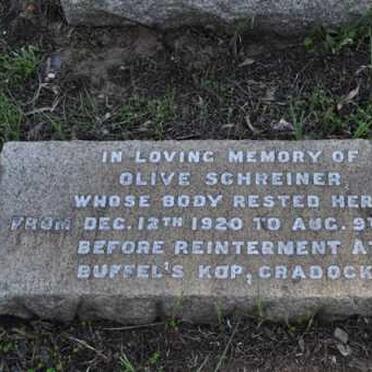 IN LOVING MEMORY OF
OLIVE SCHREINER,
WHOSE BODY RESTED HER
FROM DEC. 12TH 1920 TO AUG. 9T
BEFORE REINTERMENT AT
BUFFEL'S KOP, CRADOCK